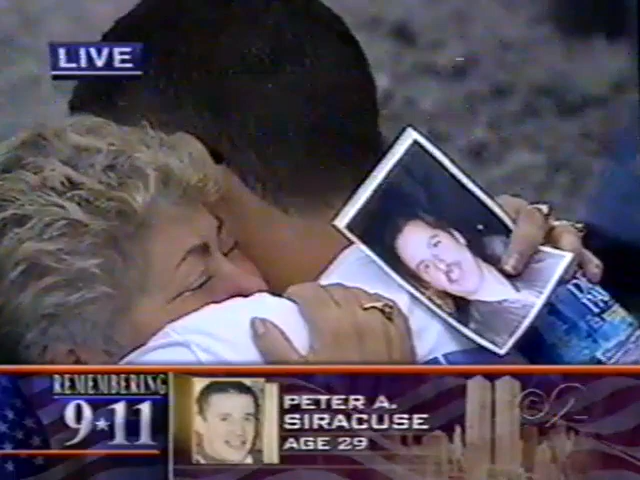 LIVE
REMEMBERING
9★11
PETER A.
SIRACUSE
AGE 29